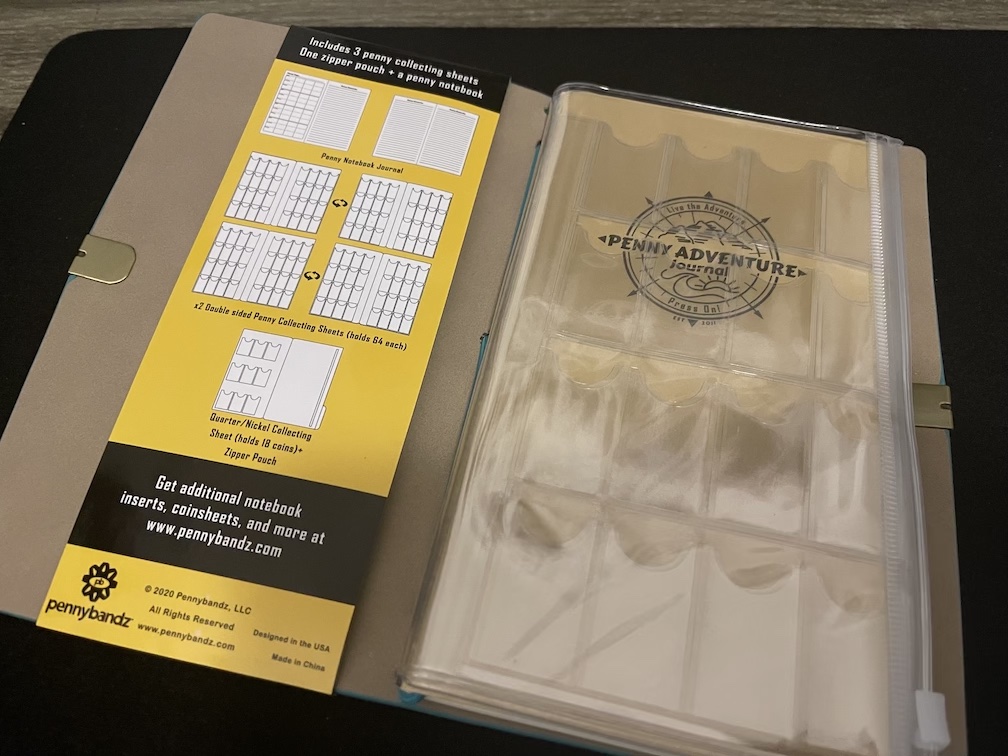 Includes 3 penny collecting sheets
One zipper pouch + a penny notebook
Penny Notebook Journal
x2 Double sided Penny Collecting Sheets (holds 64 each)
Quarter/Nickel Collecting
Sheet (holds 18 coins)+
Zipper Pouch
Get additional notebook
inserts, coinsheets, and more at
www.pennybandz.com
pb
pennybandz
© 2020 Pennybandz, LLC
All Rights Reserved
www.pennybandz.com
Designed in the USA
Made in China
Live the Adventure
PENNY ADVENTURE
journal
Press On!
EST 2011